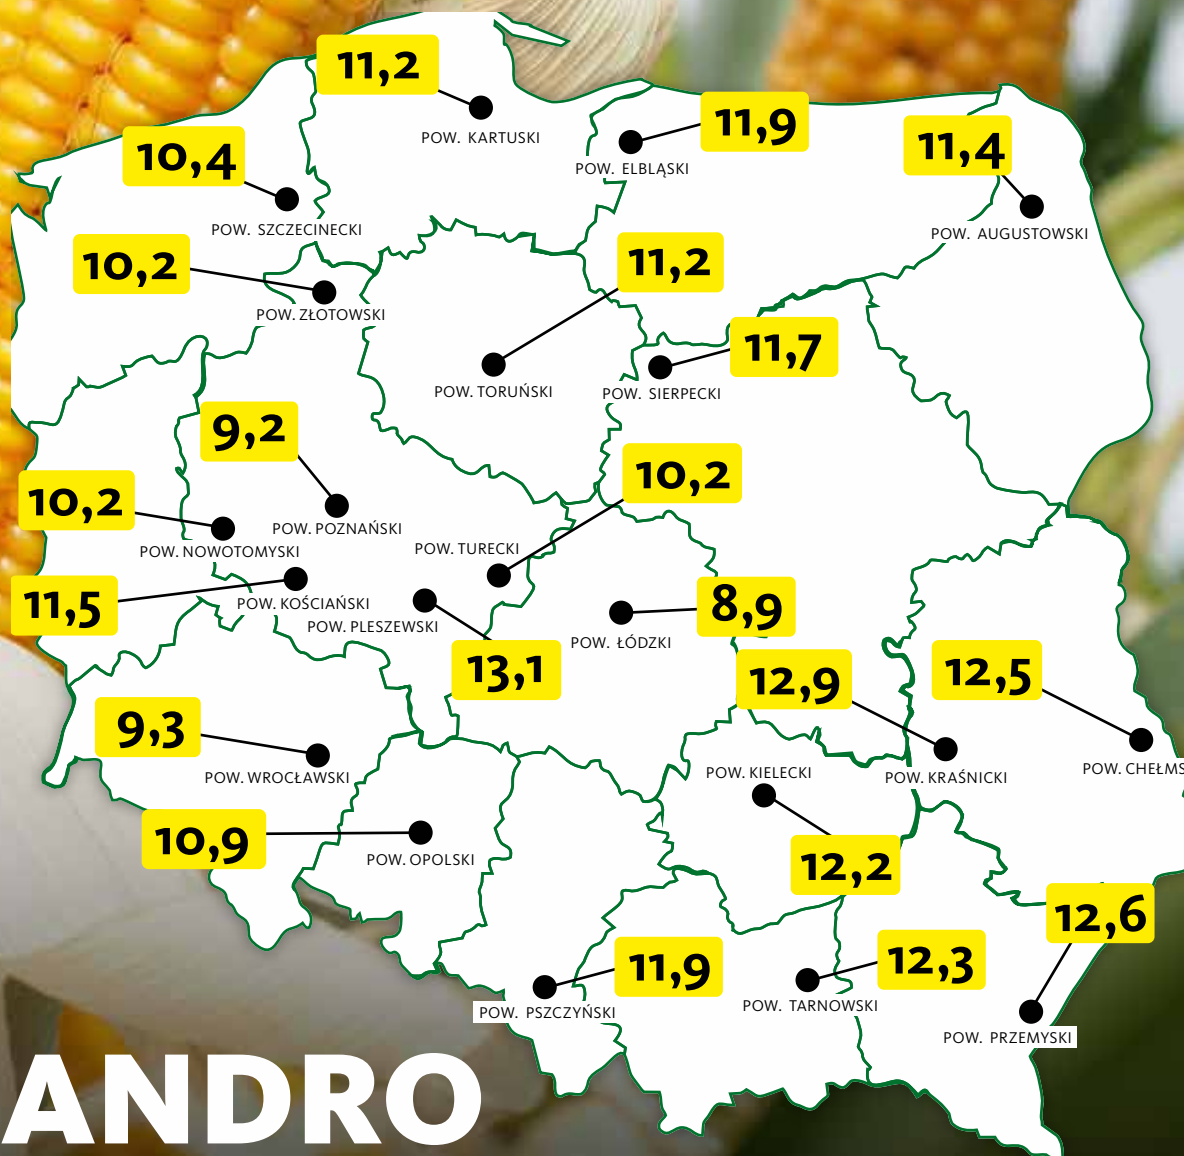 11,2
POW. KARTUSKI
11,9
POW. ELBLĄSKI
11,4
POW. AUGUSTOWSKI
10,4
POW. SZCZECINECKI
10,2
POW. ZŁOTOWSKI
11,2
POW. TORUŃSKI
11,7
POW. SIERPECKI
9,2
POW. POZNAŃSKI
10,2
POW. NOWOTOMYSKI
10,2
POW. TURECKI
11,5
POW. KOŚCIAŃSKI
POW. PLESZEWSKI
13,1
8,9
POW. ŁÓDZKI
12,9
POW. KRAŚNICKI
12,5
POW. CHEŁMS
9,3
POW. WROCŁAWSKI
POW. KIELECKI
12,2
10,9
POW. OPOLSKI
12,6
POW. PRZEMYSKI
11,9
POW. PSZCZYŃSKI
12,3
POW. TARNOWSKI
ANDRO